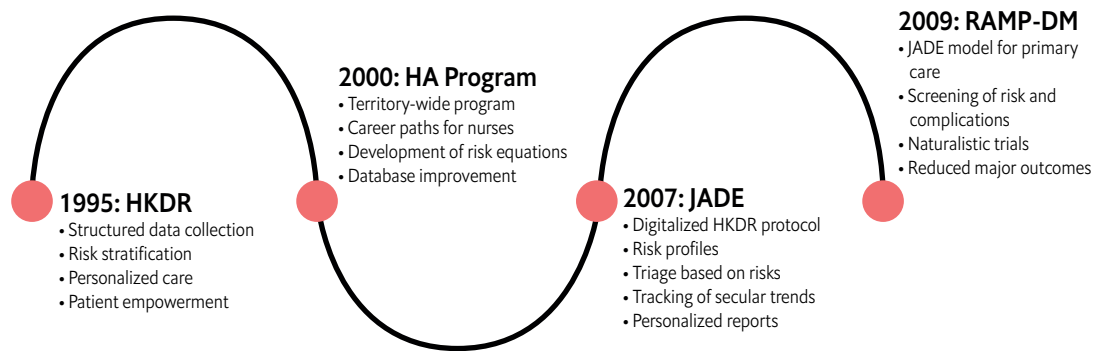 1995: HKDR
• Structured data collection
• Risk stratification
• Personalized care
• Patient empowerment
2000: HA Program
• Territory-wide program
• Career paths for nurses
• Development of risk equations
• Database improvement
2007: JADE
• Digitalized HKDR protocol
• Risk profiles
• Triage based on risks
• Tracking of secular trends
• Personalized reports
2009: RAMP-DM
• JADE model for primary
care
• Screening of risk and
complications
• Naturalistic trials
• Reduced major outcomes